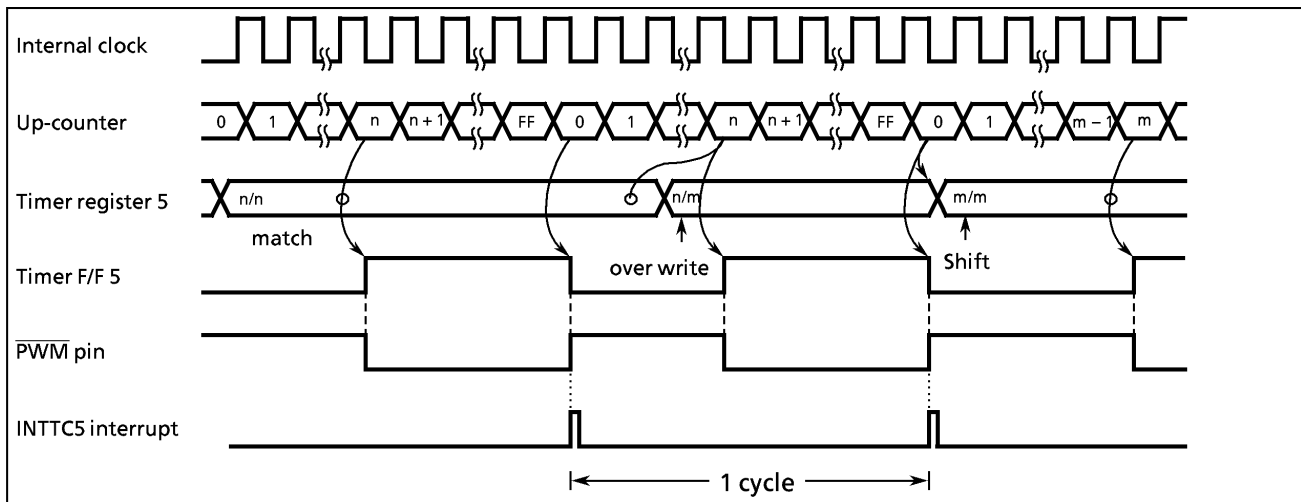 Internal clock
Up-counter
0 1 n n+1 FF 0 1 n n+1 FF 0 1 m−1 m
Timer register 5
n/n n/m m/m
match
over write
Shift
Timer F/F 5
PWM pin
INTTC5 interrupt
1 cycle